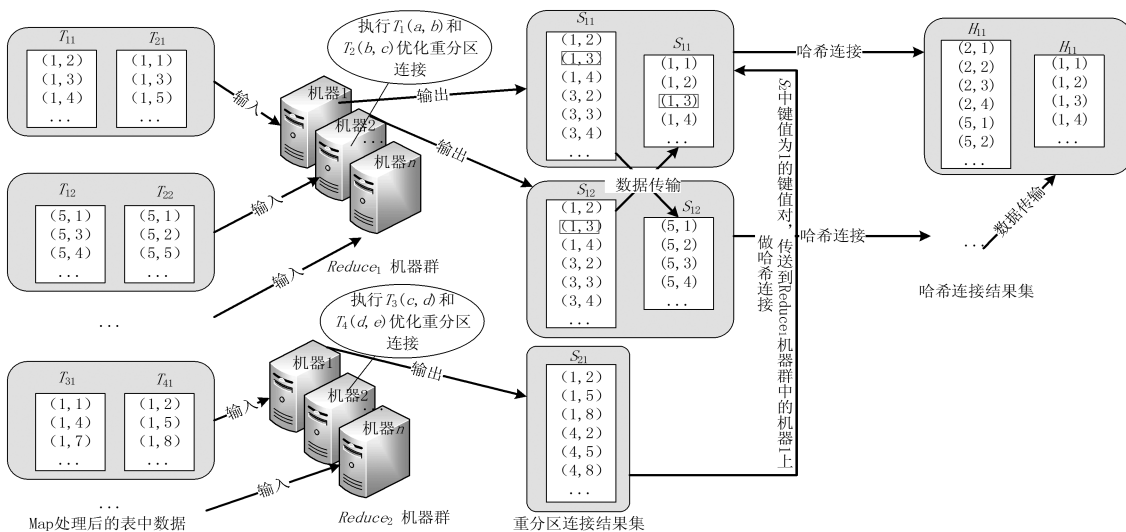 T11
T21
(1, 2)
(1, 3)
(1, 4)
...
(1, 1)
(1, 3)
(1, 5)
...
输入
T12
T22
(5, 1)
(5, 3)
(5, 4)
...
(5, 1)
(5, 2)
(5, 5)
...
输入
...
输入
T31
T41
(1, 1)
(1, 4)
(1, 7)
...
(1, 2)
(1, 5)
(1, 8)
...
输入
...
输入
Map处理后的表中数据
执行T1(a, b)和
T2(b, c)优化重分区
连接
机器1
机器2
...
机器n
Reduce1 机器群
执行T3(c, d)和
T4(d, e)优化重分区
连接
机器1
机器2
...
机器n
Reduce2 机器群
输出
输出
输出
S11
(1, 2)
(1, 3)
(1, 4)
(3, 2)
(3, 3)
(3, 4)
...
S11
(1, 1)
(1, 2)
(1, 3)
(1, 4)
...
数据传输
S12
(1, 2)
(1, 3)
(1, 4)
(3, 2)
(3, 3)
(3, 4)
...
S12
(5, 1)
(5, 2)
(5, 3)
(5, 4)
...
S21
(1, 2)
(1, 5)
(1, 8)
(4, 2)
(4, 5)
(4, 8)
...
重分区连接结果集
S2中键值为1的键值对，传送到Reduce1机器群中的机器1上
做哈希连接
哈希连接
哈希连接
H11
(2, 1)
(2, 2)
(2, 3)
(2, 4)
(5, 1)
(5, 2)
...
H11
(1, 1)
(1, 2)
(1, 3)
(1, 4)
...
...
数据传输
哈希连接结果集